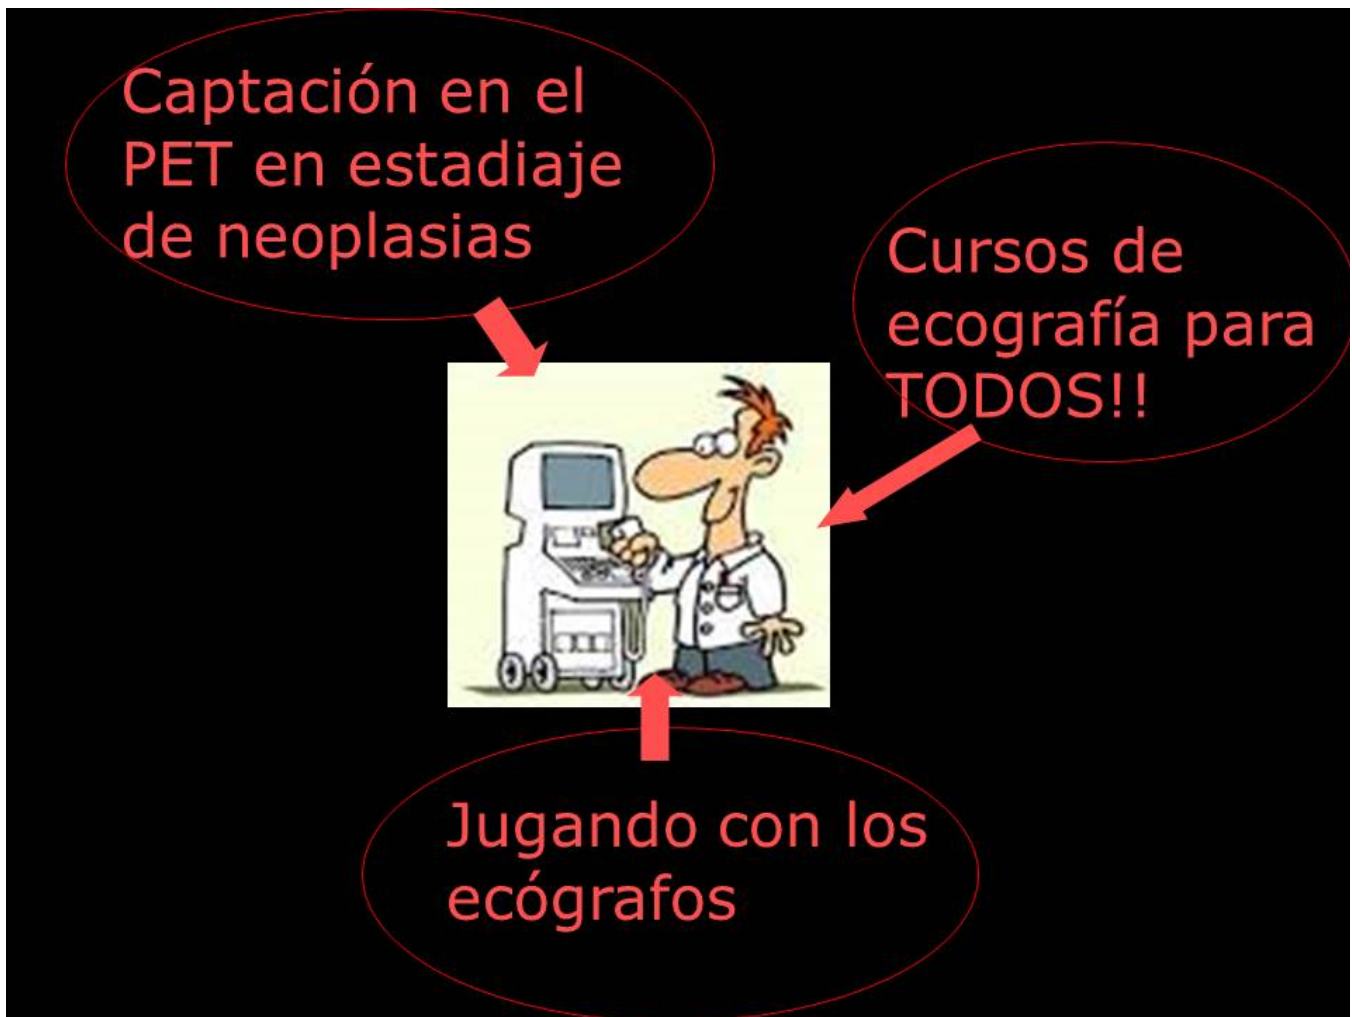 Captación en el
PET en estadiaje
de neoplasias
Cursos de
ecografía para
TODOS!!
Jugando con los
ecógrafos